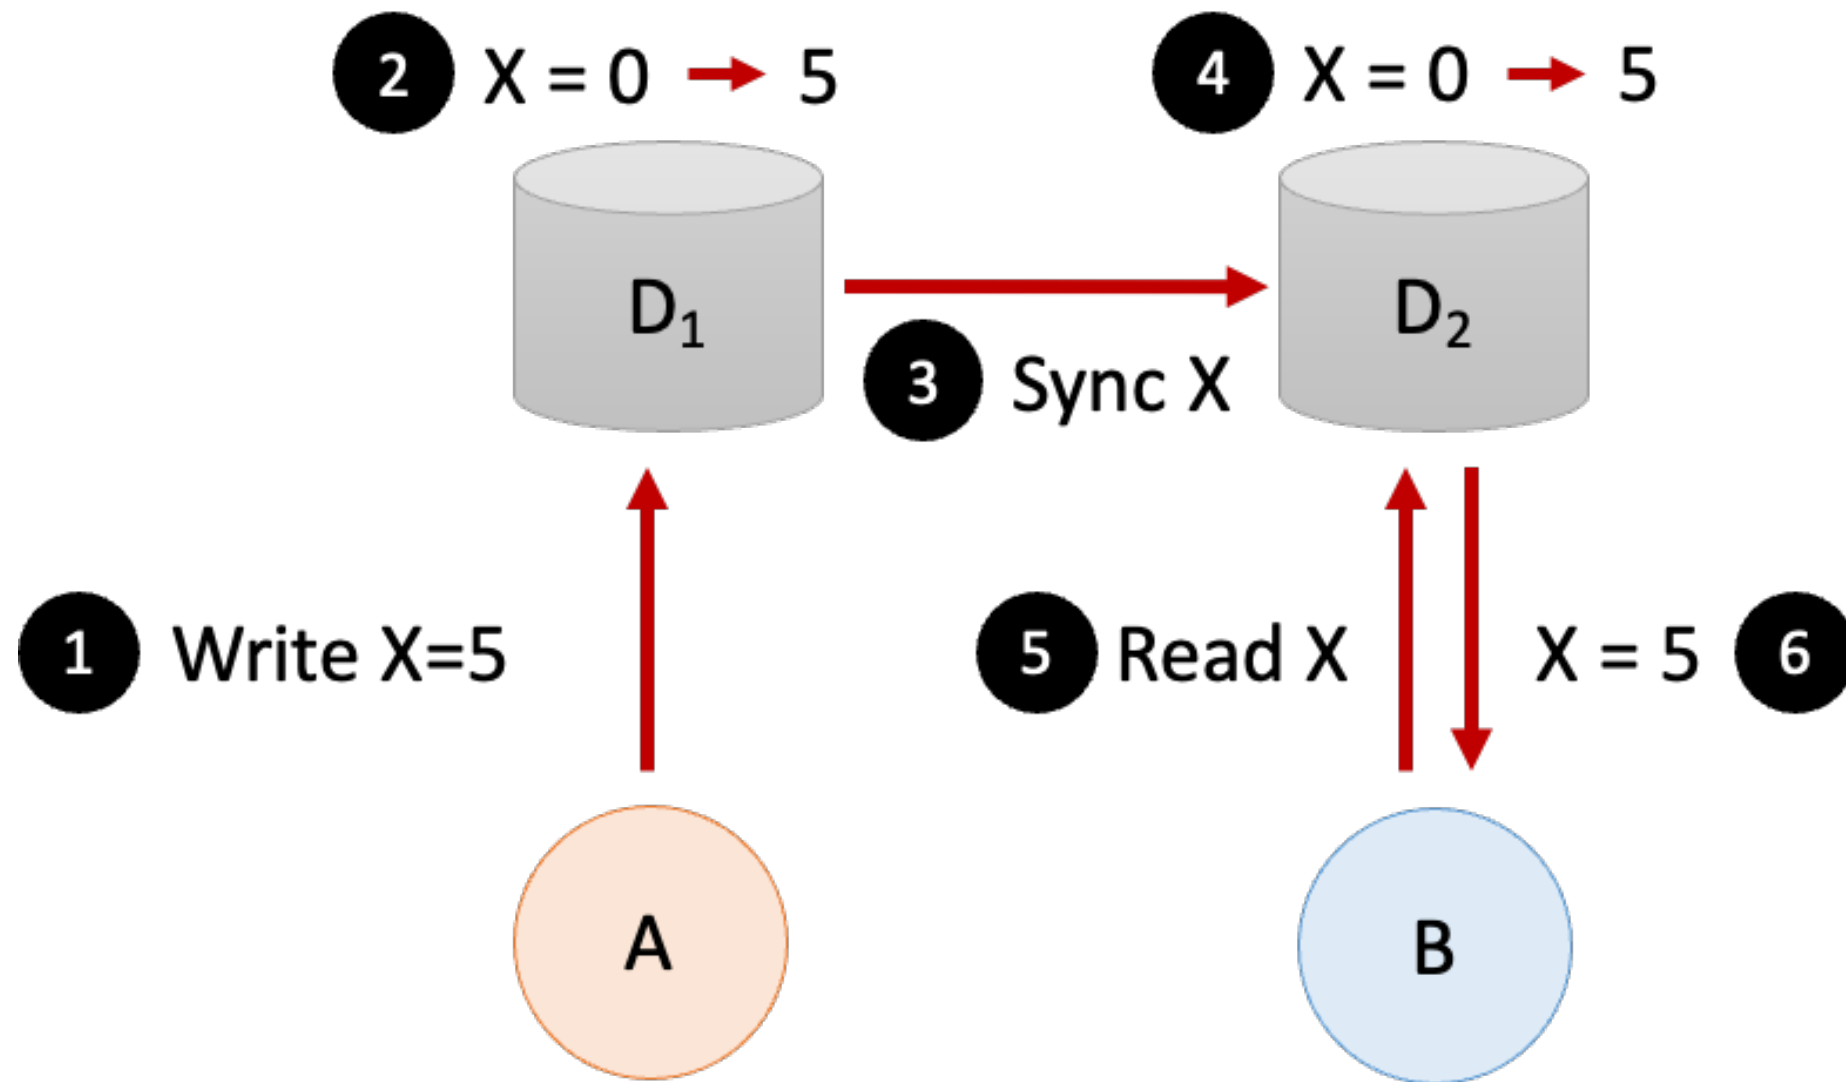 2 X = 0 → 5
4 X = 0 → 5
D₁
D₂
3 Sync X
1 Write X=5
5 Read X
X = 5 6
A
B